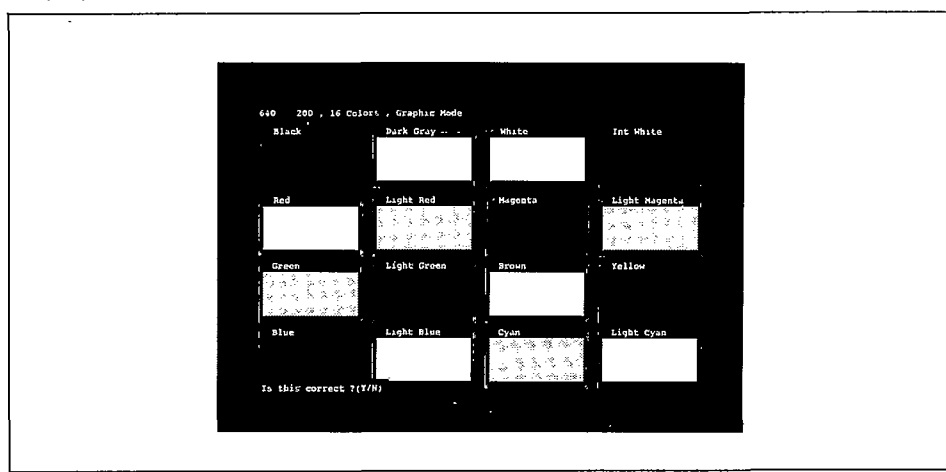 640 200 , 16 Colors , Graphic Mode
Black Dark Gray White Int White
Red Light Red Magenta Light Magenta
Green Light Green Brown Yellow
Blue Light Blue Cyan Light Cyan
Is this correct ?(Y/N)